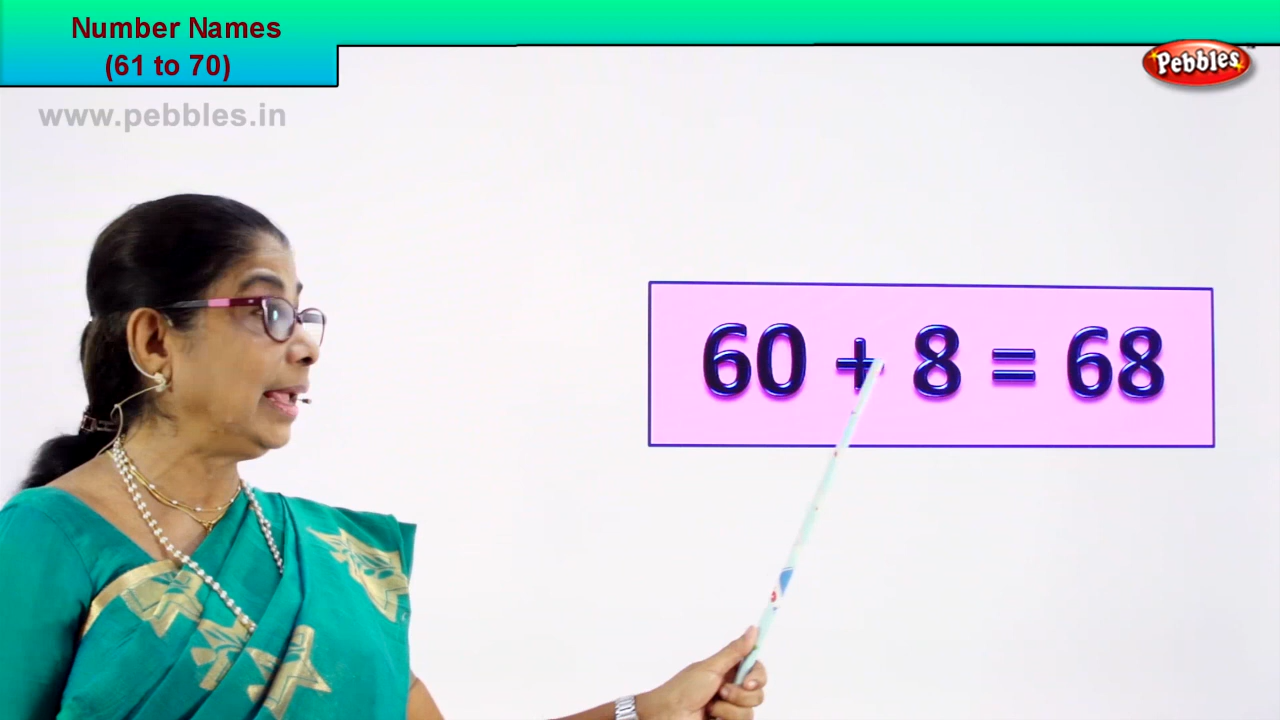 Number Names
(61 to 70)
Pebbles
www.pebbles.in
60 + 8 = 68